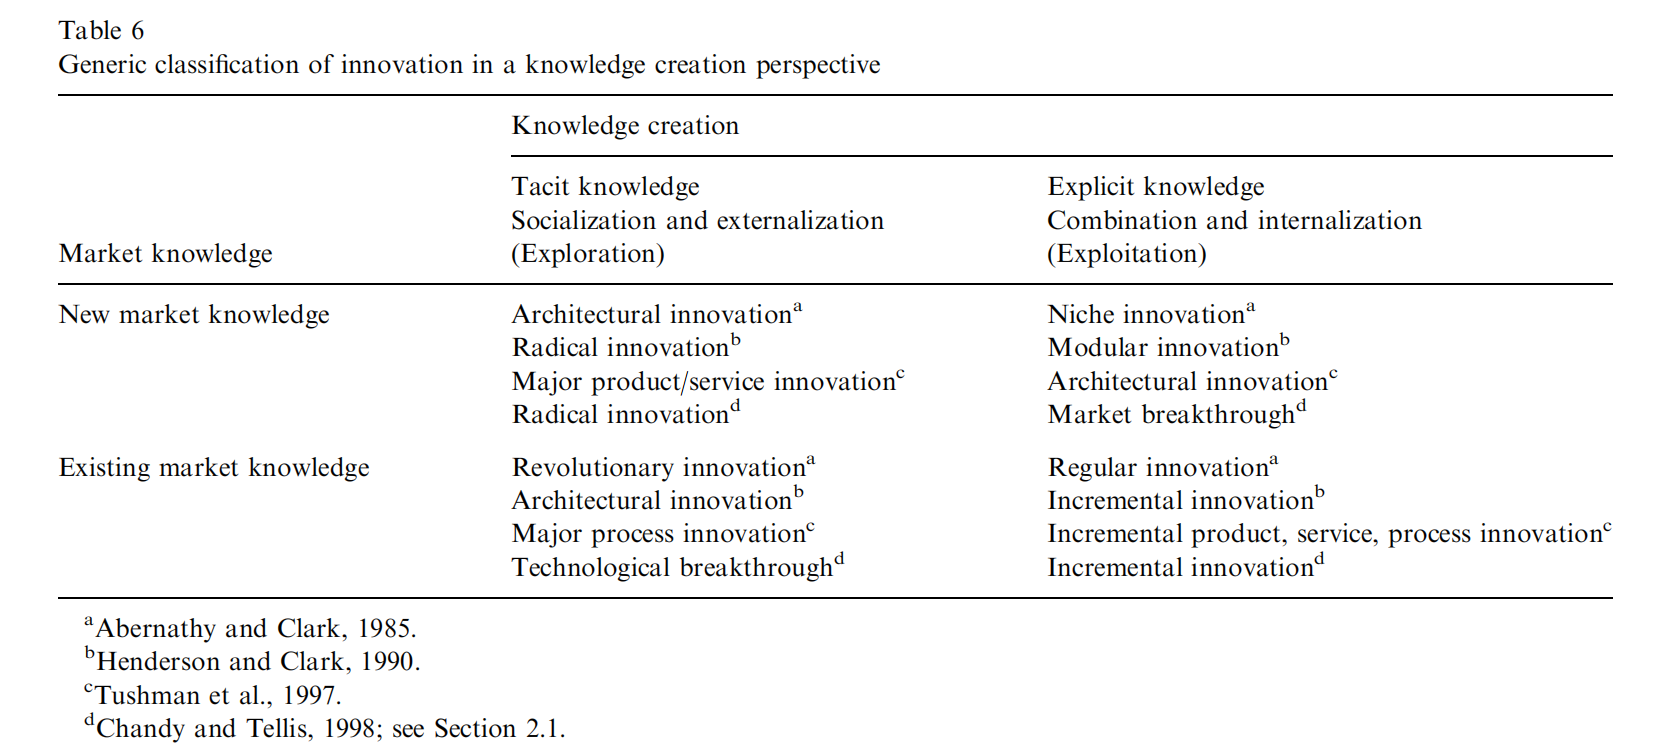 Table 6
Generic classification of innovation in a knowledge creation perspective
Knowledge creation
Tacit knowledge Explicit knowledge
Socialization and externalization Combination and internalization
Market knowledge (Exploration) (Exploitation)
New market knowledge Architectural innovationᵃ Niche innovationᵃ
Radical innovationᵇ Modular innovationᵇ
Major product/service innovationᶜ Architectural innovationᶜ
Radical innovationᵈ Market breakthroughᵈ
Existing market knowledge Revolutionary innovationᵃ Regular innovationᵃ
Architectural innovationᵇ Incremental innovationᵇ
Major process innovationᶜ Incremental product, service, process innovationᶜ
Technological breakthroughᵈ Incremental innovationᵈ
ᵃAbernathy and Clark, 1985.
ᵇHenderson and Clark, 1990.
ᶜTushman et al., 1997.
ᵈChandy and Tellis, 1998; see Section 2.1.